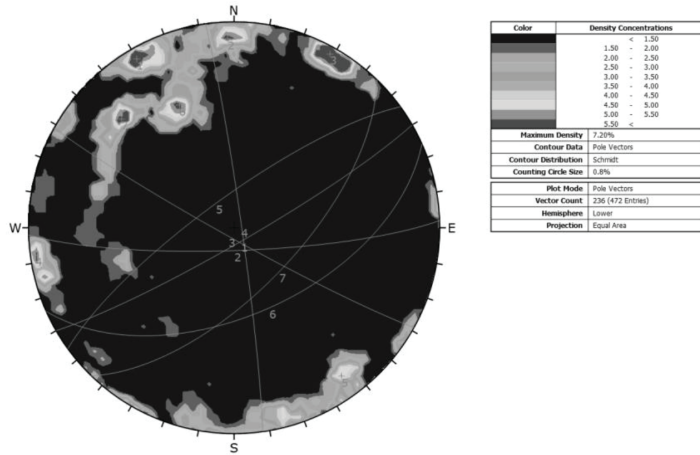 N
W
E
S
5
4
3
1
2
7
6
Color
Density Concentrations
< 1.50
1.50 - 2.00
2.00 - 2.50
2.50 - 3.00
3.00 - 3.50
3.50 - 4.00
4.00 - 4.50
4.50 - 5.00
5.00 - 5.50
5.50 <
Maximum Density 7.20%
Contour Data Pole Vectors
Contour Distribution Schmidt
Counting Circle Size 0.8%
Plot Mode Pole Vectors
Vector Count 236 (472 Entries)
Hemisphere Lower
Projection Equal Area